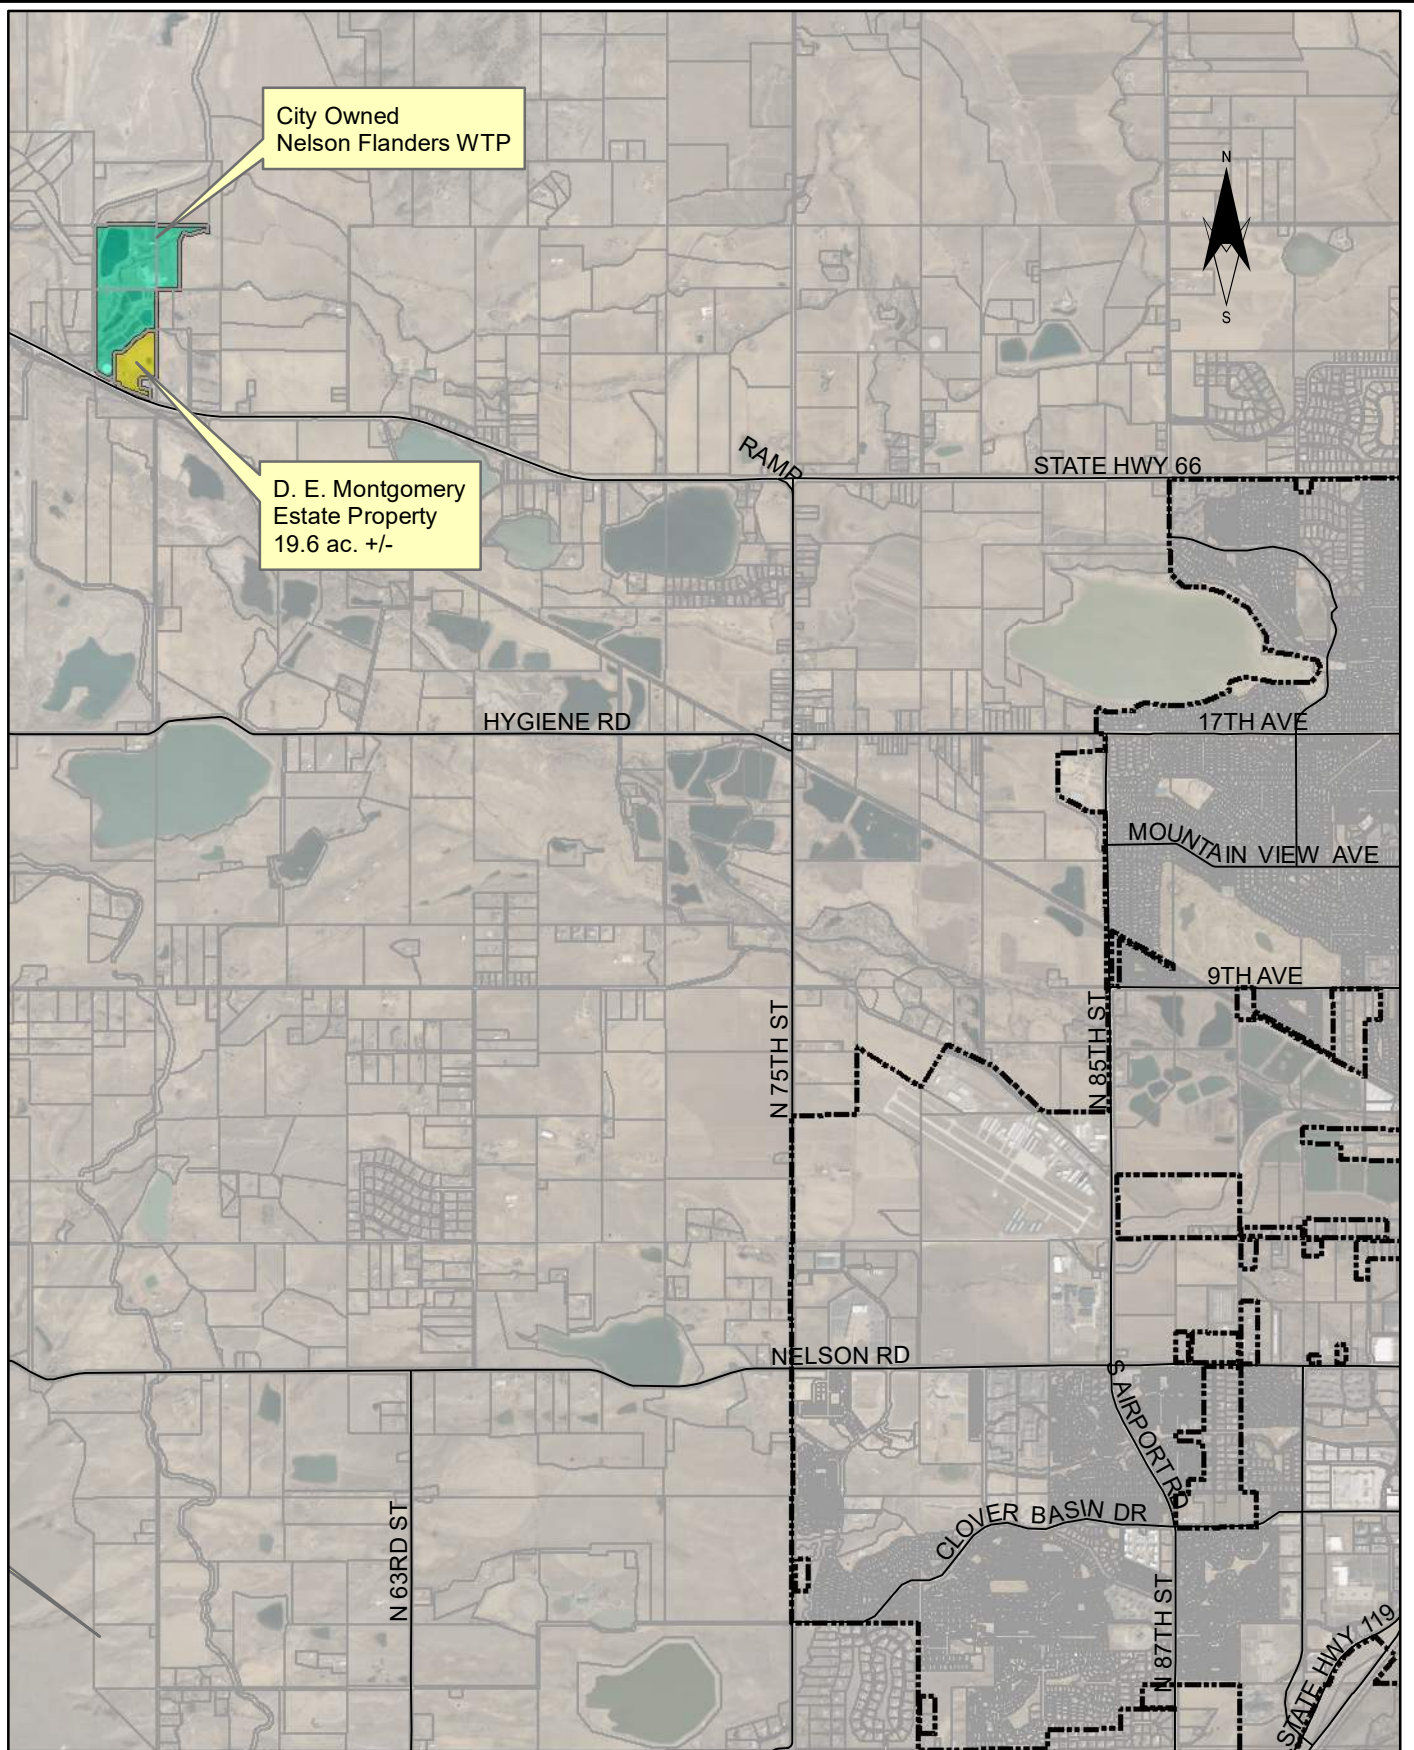 City Owned
Nelson Flanders WTP
N
S
RAMP
STATE HWY 66
D. E. Montgomery
Estate Property
19.6 ac. +/-
HYGIENE RD
17TH AVE
MOUNTAIN VIEW AVE
9TH AVE
N 75TH ST
N 85TH ST
NELSON RD
S AIRPORT RD
CLOVER BASIN DR
N 63RD ST
N 87TH ST
STATE HWY 119